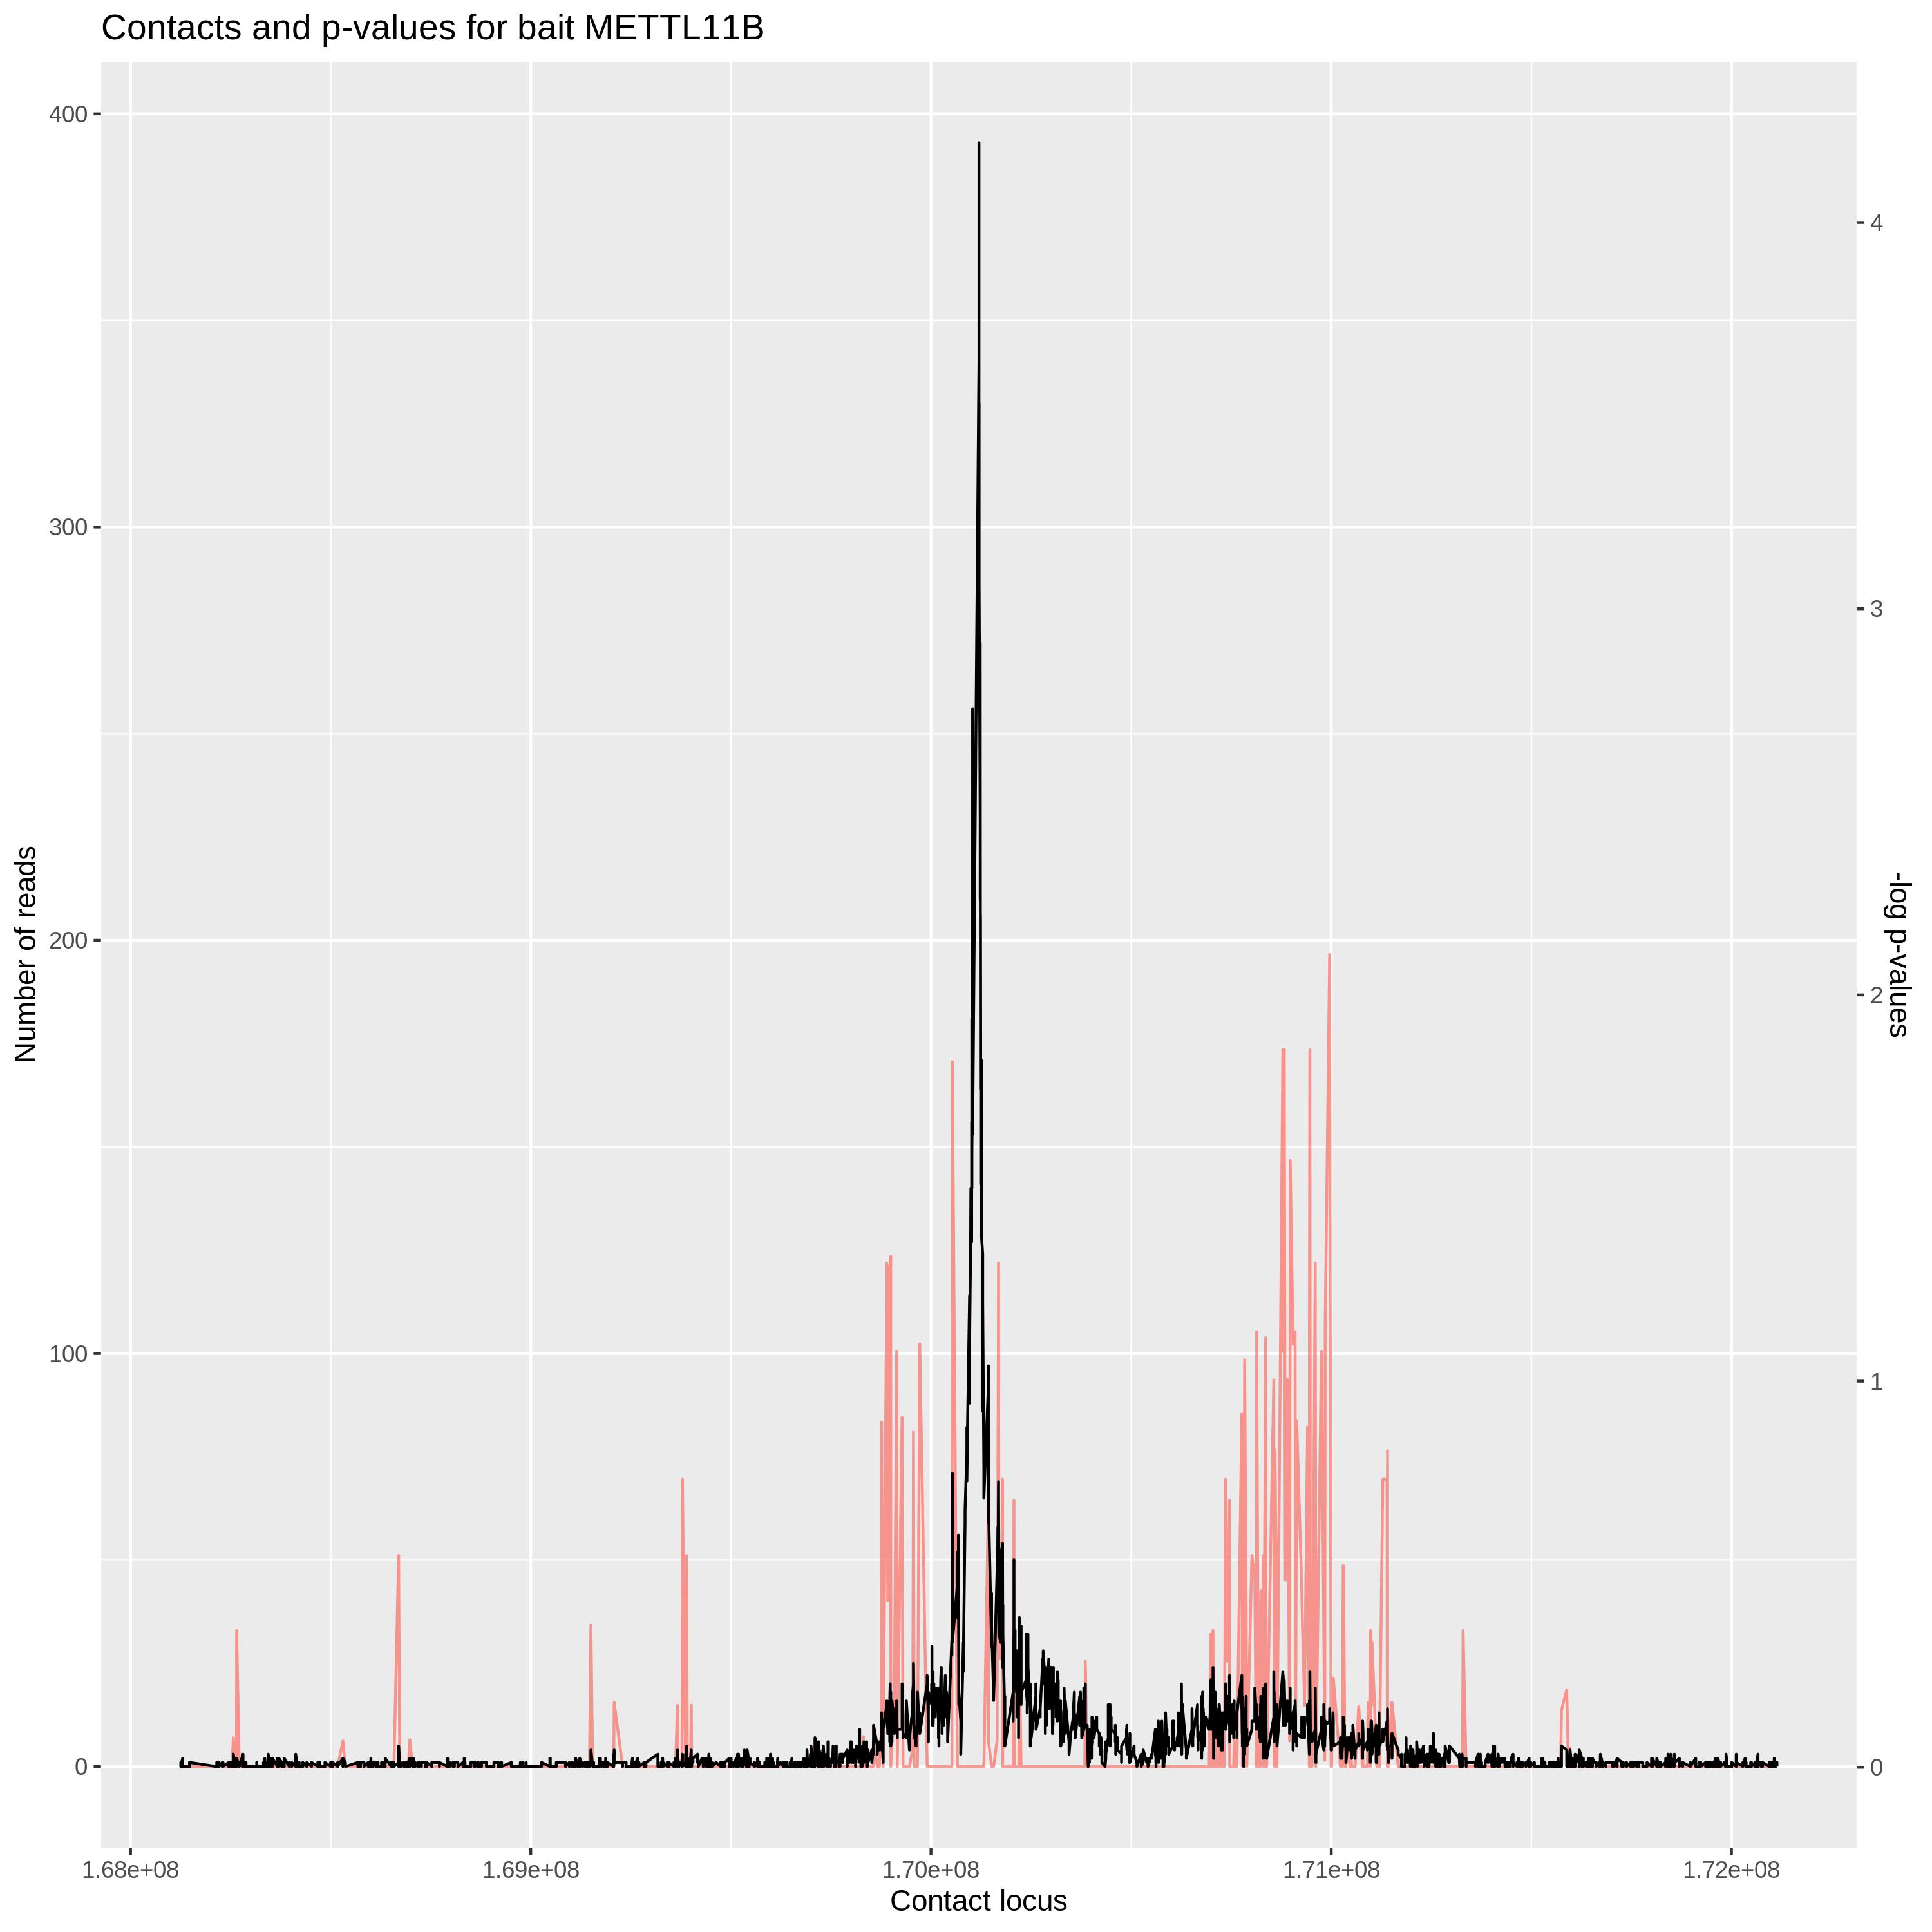 Contacts and p-values for bait METTL11B
400
300
200
100
0
Number of reads
4
3
2
1
0
-log p-values
1.68e+08
1.69e+08
1.70e+08
1.71e+08
1.72e+08
Contact locus